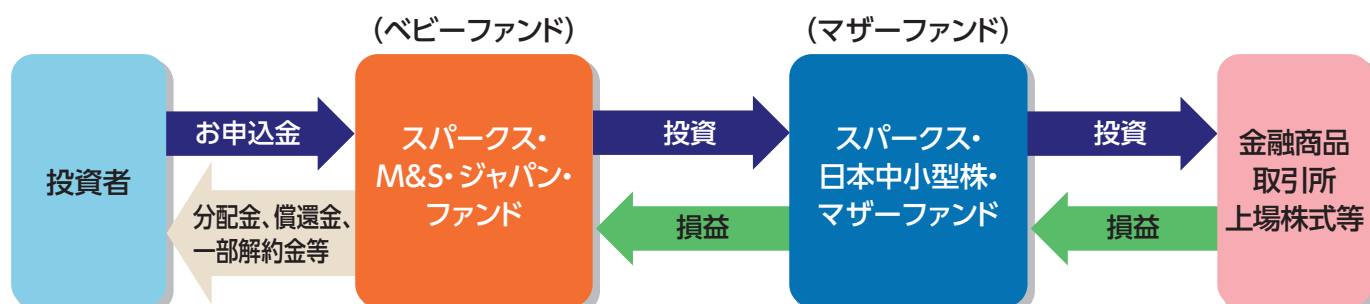 (ベビーファンド)
(マザーファンド)
投資者
お申込金
分配金、償還金、
一部解約金等
スパークス・
M&S・ジャパン・
ファンド
投資
損益
スパークス・
日本中小型株・
マザーファンド
投資
損益
金融商品
取引所
上場株式等